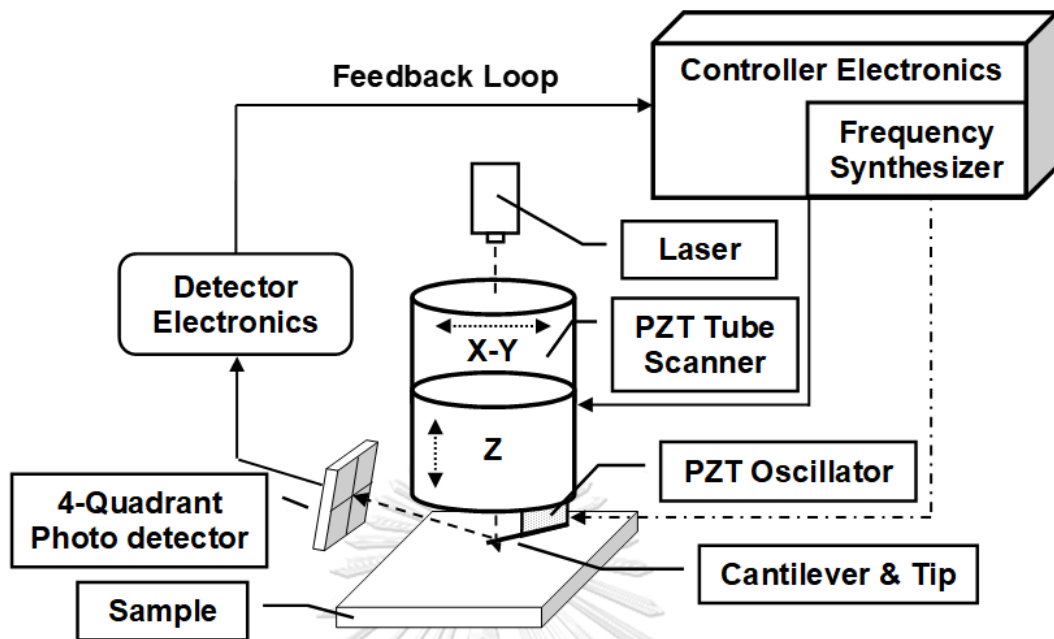 Feedback Loop
Controller Electronics
Frequency
Synthesizer
Laser
Detector
Electronics
X-Y
PZT Tube
Scanner
Z
PZT Oscillator
4-Quadrant
Photo detector
Cantilever & Tip
Sample